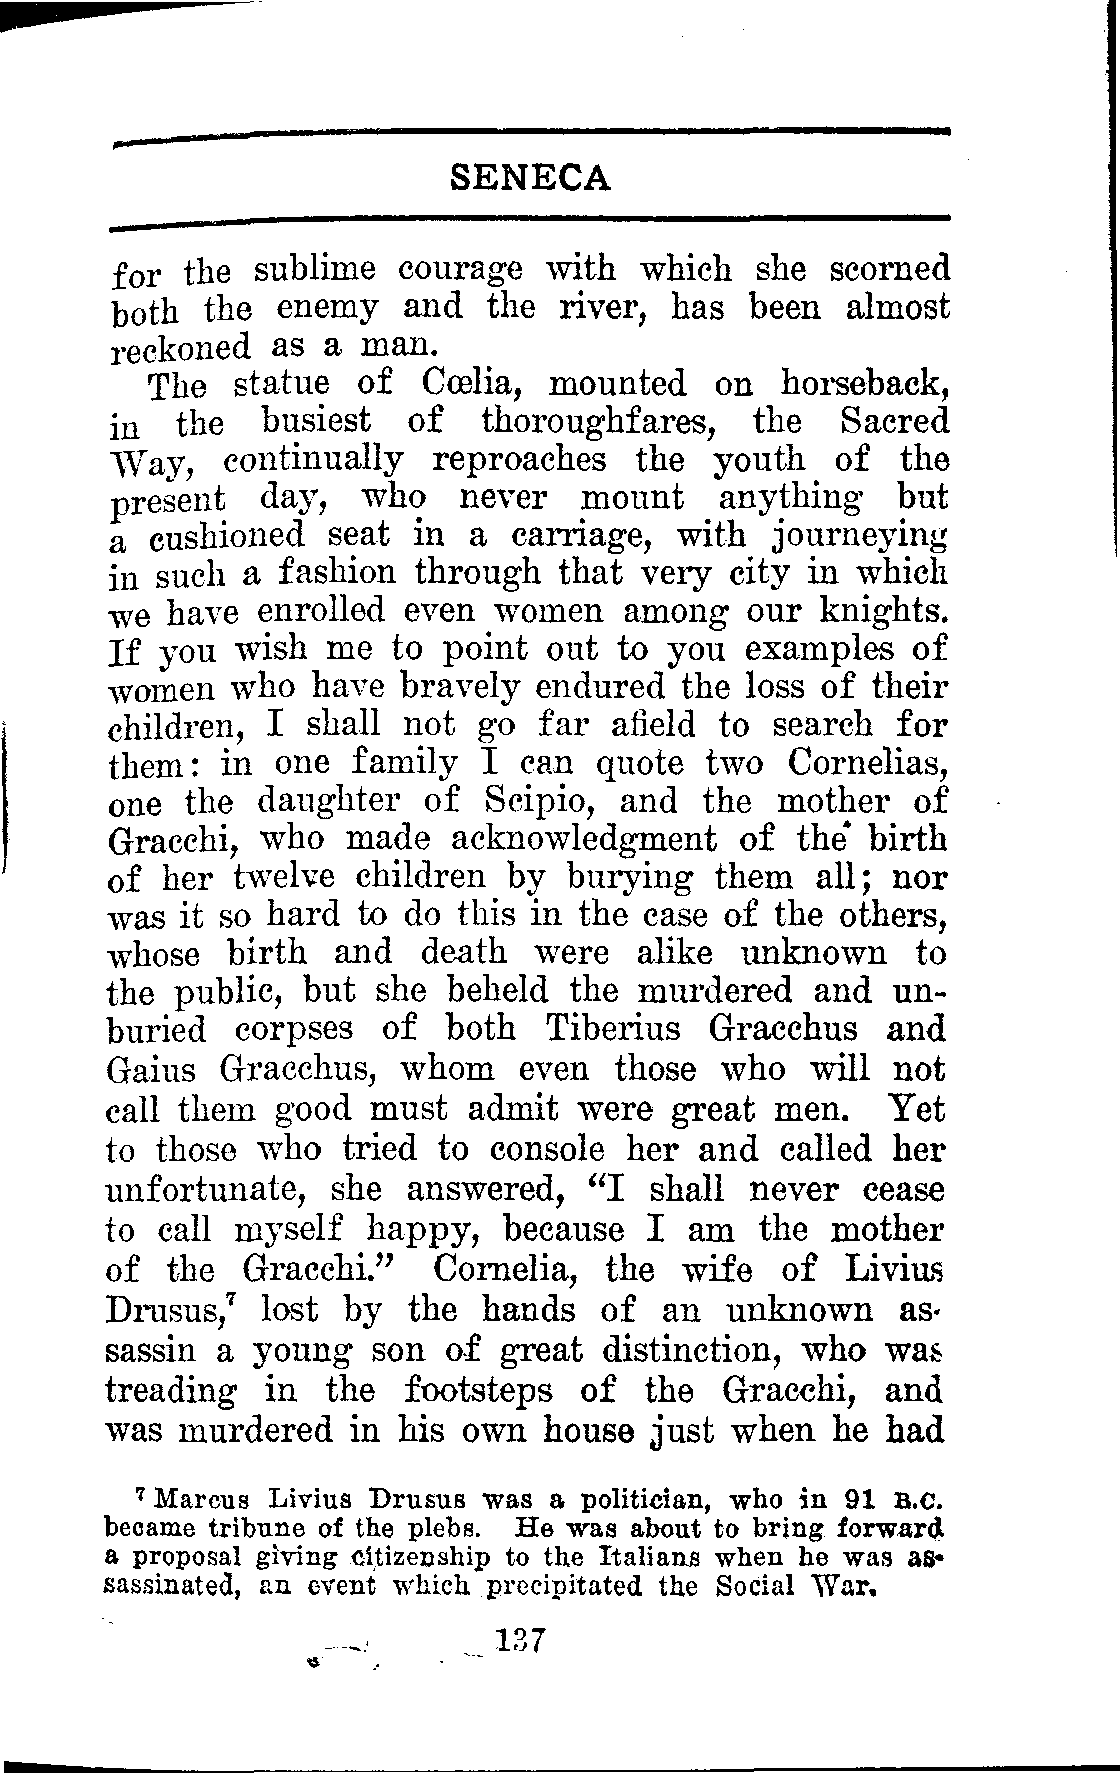 SENECA
for the sublime courage with which she scorned
both the enemy and the river, has been almost
reckoned as a man.
The statue of Cœlia, mounted on horseback,
in the busiest of thoroughfares, the Sacred
Way, continually reproaches the youth of the
present day, who never mount anything but
a cushioned seat in a carriage, with journeying
in such a fashion through that very city in which
we have enrolled even women among our knights.
If you wish me to point out to you examples of
women who have bravely endured the loss of their
children, I shall not go far afield to search for
them: in one family I can quote two Cornelias,
one the daughter of Scipio, and the mother of
Gracchi, who made acknowledgment of the birth
of her twelve children by burying them all; nor
was it so hard to do this in the case of the others,
whose birth and death were alike unknown to
the public, but she beheld the murdered and un-
buried corpses of both Tiberius Gracchus and
Gaius Gracchus, whom even those who will not
call them good must admit were great men. Yet
to those who tried to console her and called her
unfortunate, she answered, “I shall never cease
to call myself happy, because I am the mother
of the Gracchi.” Cornelia, the wife of Livius
Drusus,⁷ lost by the hands of an unknown as-
sassin a young son of great distinction, who was
treading in the footsteps of the Gracchi, and
was murdered in his own house just when he had
⁷ Marcus Livius Drusus was a politician, who in 91 B.C.
became tribune of the plebs. He was about to bring forward
a proposal giving citizenship to the Italians when he was as-
sassinated, an event which precipitated the Social War.
137